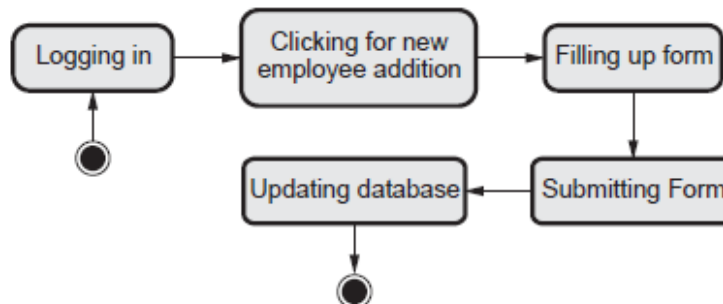 Logging in
Clicking for new
employee addition
Filling up form
Updating database
Submitting Form